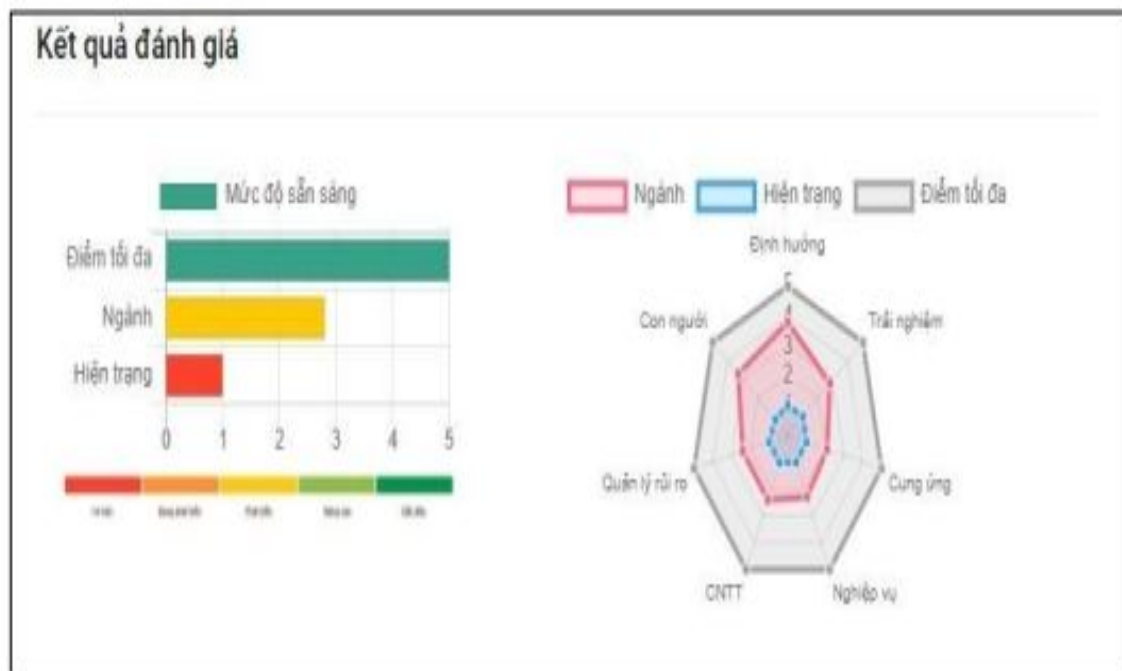 Kết quả đánh giá
Mức độ sẵn sàng
Điểm tối đa
Ngành
Hiện trạng
0 1 2 3 4 5
Ngành Hiện trạng Điểm tối đa
Định hướng
Trải nghiệm
Cung ứng
Nghiệp vụ
CNTT
Quản lý rủi ro
Con người
5
4
3
2
1